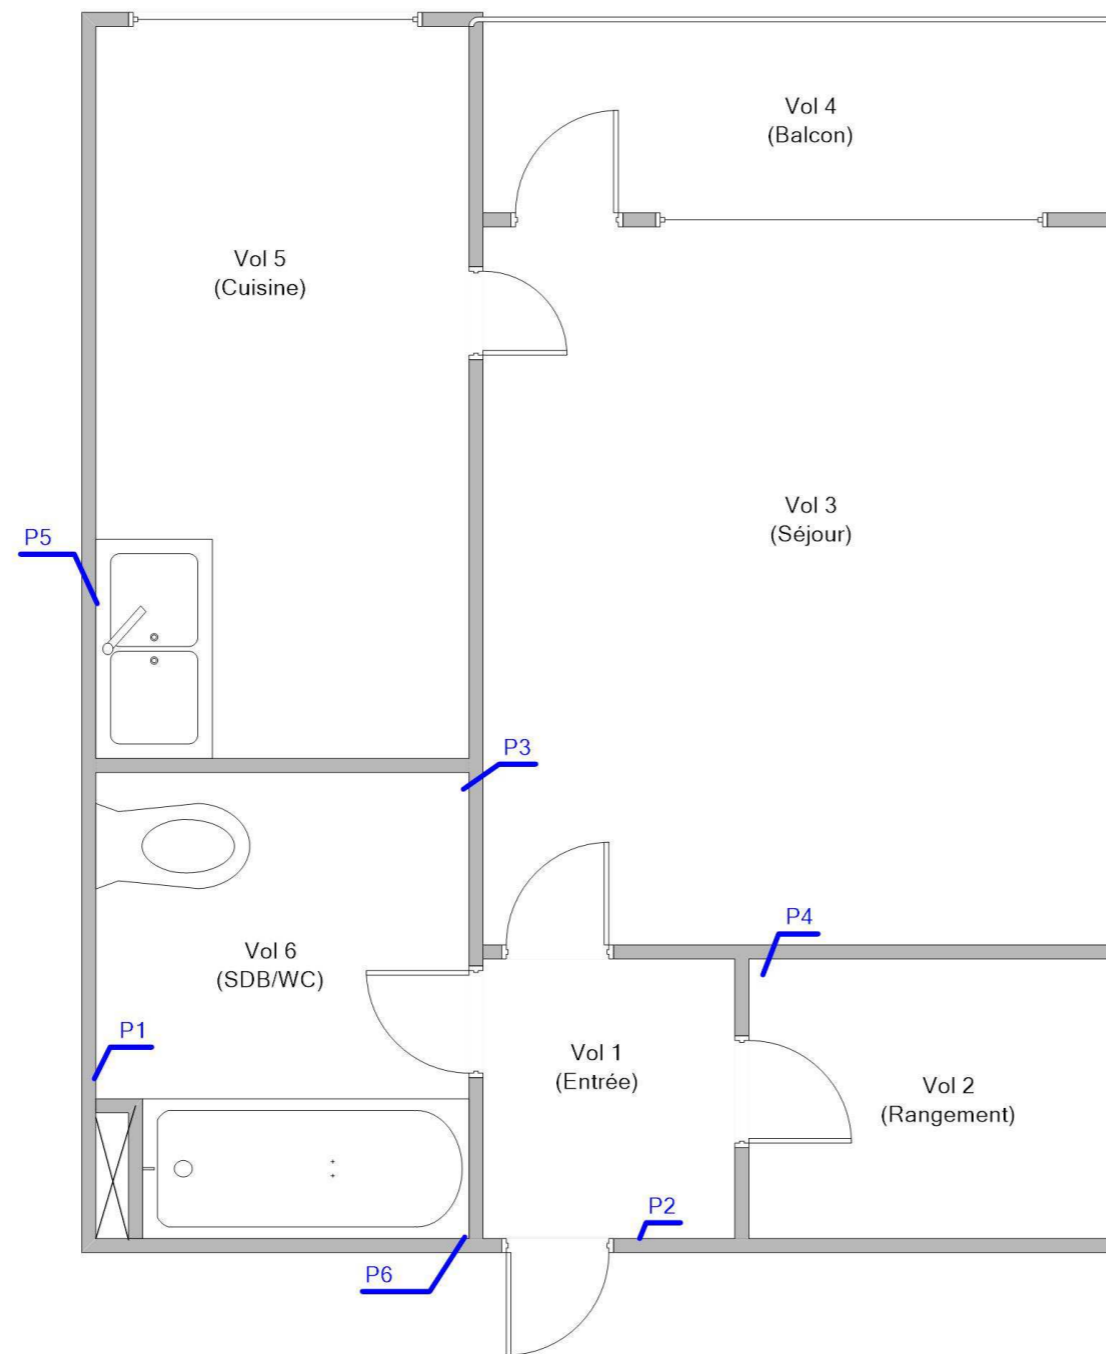 Vol 4
(Balcon)
Vol 5
(Cuisine)
Vol 3
(Séjour)
P5
P3
P4
Vol 6
(SDB/WC)
P1
Vol 1
(Entrée)
Vol 2
(Rangement)
P2
P6